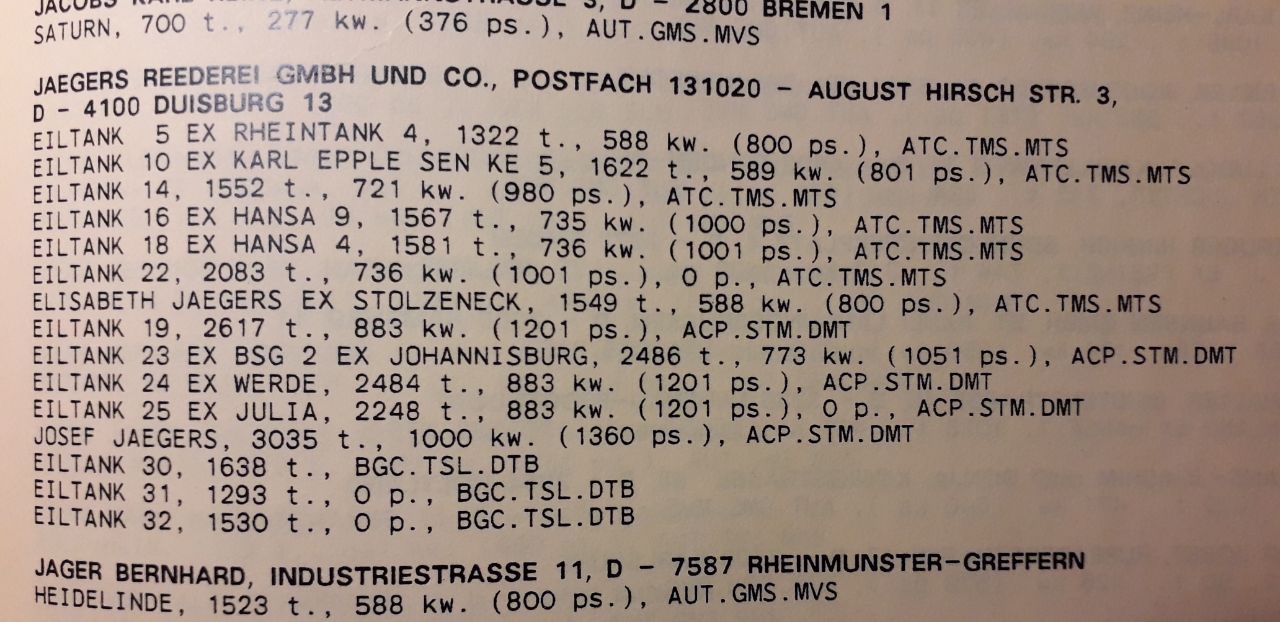 JACOBS KARL 3, D - 2800 BREMEN 1
SATURN, 700 t., 277 kw. (376 ps.), AUT.GMS.MVS
JAEGERS REEDEREI GMBH UND CO., POSTFACH 131020 - AUGUST HIRSCH STR. 3,
D - 4100 DUISBURG 13
EILTANK 5 EX RHEINTANK 4, 1322 t., 588 kw. (800 ps.), ATC.TMS.MTS
EILTANK 10 EX KARL EPPLE SEN KE 5, 1622 t., 589 kw. (801 ps.), ATC.TMS.MTS
EILTANK 14, 1552 t., 721 kw. (980 ps.), ATC.TMS.MTS
EILTANK 16 EX HANSA 9, 1567 t., 735 kw. (1000 ps.), ATC.TMS.MTS
EILTANK 18 EX HANSA 4, 1581 t., 736 kw. (1001 ps.), ATC.TMS.MTS
EILTANK 22, 2083 t., 736 kw. (1001 ps.), O p., ATC.TMS.MTS
ELISABETH JAEGERS EX STOLZENECK, 1549 t., 588 kw. (800 ps.), ATC.TMS.MTS
EILTANK 19, 2617 t., 883 kw. (1201 ps.), ACP.STM.DMT
EILTANK 23 EX BSG 2 EX JOHANNISBURG, 2486 t., 773 kw. (1051 ps.), ACP.STM.DMT
EILTANK 24 EX WERDE, 2484 t., 883 kw. (1201 ps.), ACP.STM.DMT
EILTANK 25 EX JULIA, 2248 t., 883 kw. (1201 ps.), O p., ACP.STM.DMT
JOSEF JAEGERS, 3035 t., 1000 kw. (1360 ps.), ACP.STM.DMT
EILTANK 30, 1638 t., BGC.TSL.DTB
EILTANK 31, 1293 t., O p., BGC.TSL.DTB
EILTANK 32, 1530 t., O p., BGC.TSL.DTB
JAGER BERNHARD, INDUSTRIESTRASSE 11, D - 7587 RHEINMUNSTER-GREFFERN
HEIDELINDE, 1523 t., 588 kw. (800 ps.), AUT.GMS.MVS